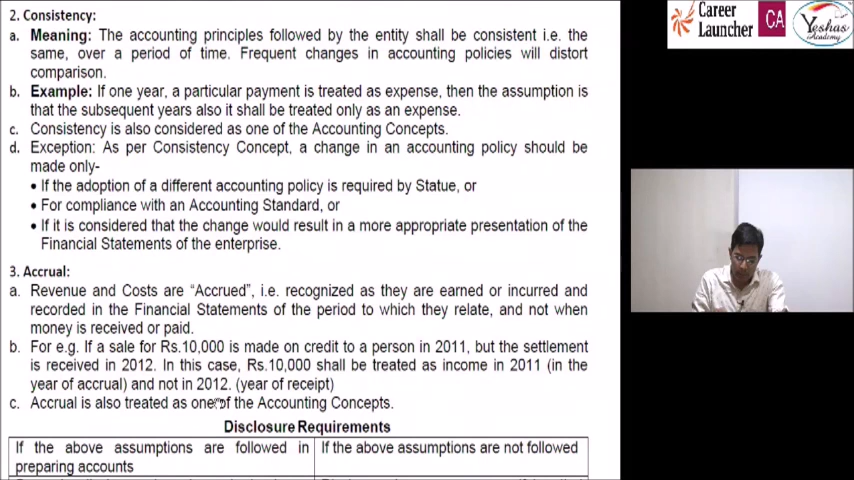 2. Consistency:
a. Meaning: The accounting principles followed by the entity shall be consistent i.e. the
same, over a period of time. Frequent changes in accounting policies will distort
comparison.
b. Example: If one year, a particular payment is treated as expense, then the assumption is
that the subsequent years also it shall be treated only as an expense.
c. Consistency is also considered as one of the Accounting Concepts.
d. Exception: As per Consistency Concept, a change in an accounting policy should be
made only-
• If the adoption of a different accounting policy is required by Statue, or
• For compliance with an Accounting Standard, or
• If it is considered that the change would result in a more appropriate presentation of the
Financial Statements of the enterprise.
3. Accrual:
a. Revenue and Costs are “Accrued”, i.e. recognized as they are earned or incurred and
recorded in the Financial Statements of the period to which they relate, and not when
money is received or paid.
b. For e.g. If a sale for Rs.10,000 is made on credit to a person in 2011, but the settlement
is received in 2012. In this case, Rs.10,000 shall be treated as income in 2011 (in the
year of accrual) and not in 2012. (year of receipt)
c. Accrual is also treated as one of the Accounting Concepts.
Disclosure Requirements
If the above assumptions are followed in
preparing accounts
If the above assumptions are not followed
Career
Launcher
CA
Yeshas
Academy